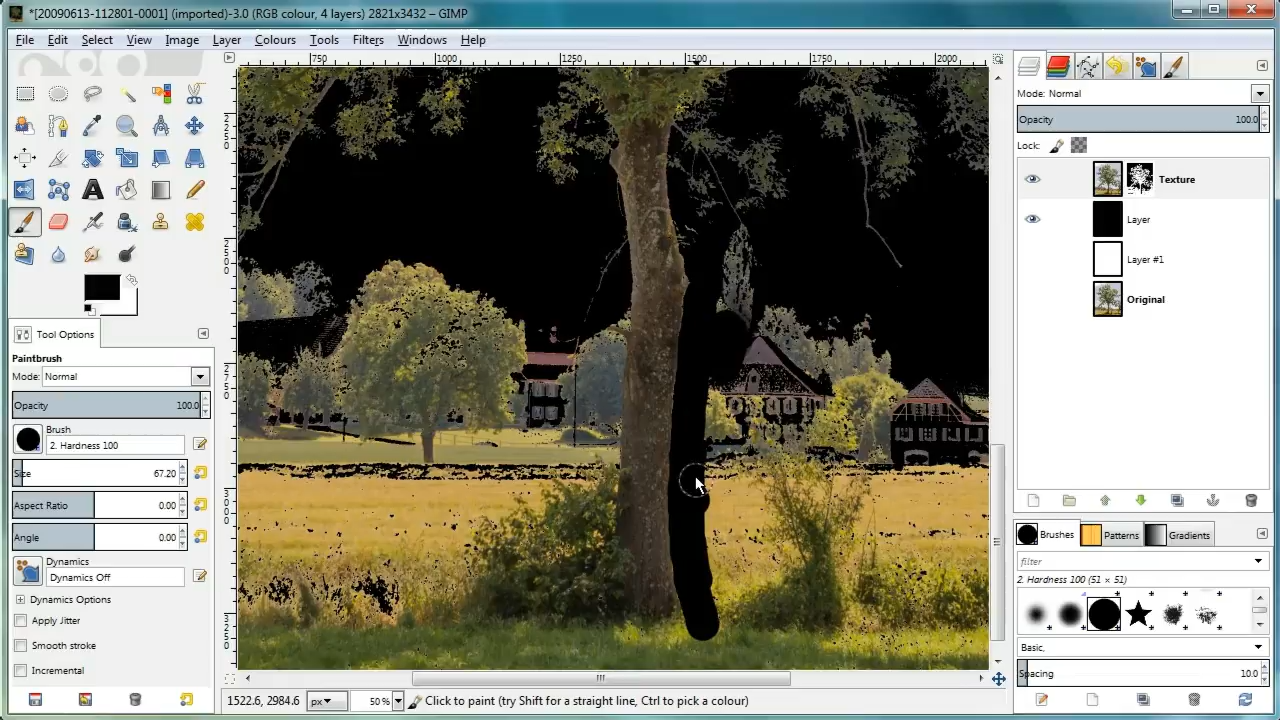 *[20090613-112801-0001] (imported)-3.0 (RGB colour, 4 layers) 2821x3432 – GIMP
File Edit Select View Image Layer Colours Tools Filters Windows Help
750 1000 1250 1500 1750 2000
Mode: Normal
Opacity 100.0
Lock:
Texture
Layer
Layer #1
Original
Tool Options
Paintbrush
Mode: Normal
Opacity 100.0
Brush
2. Hardness 100
Size 67.20
Aspect Ratio 0.00
Angle 0.00
Dynamics
Dynamics Off
Dynamics Options
Apply Jitter
Smooth stroke
Incremental
2250
2500
2750
3000
3250
Brushes Patterns Gradients
filter
2. Hardness 100 (51 × 51)
Basic,
Spacing 10.0
1522.6, 2984.6 px 50% Click to paint (try Shift for a straight line, Ctrl to pick a colour)